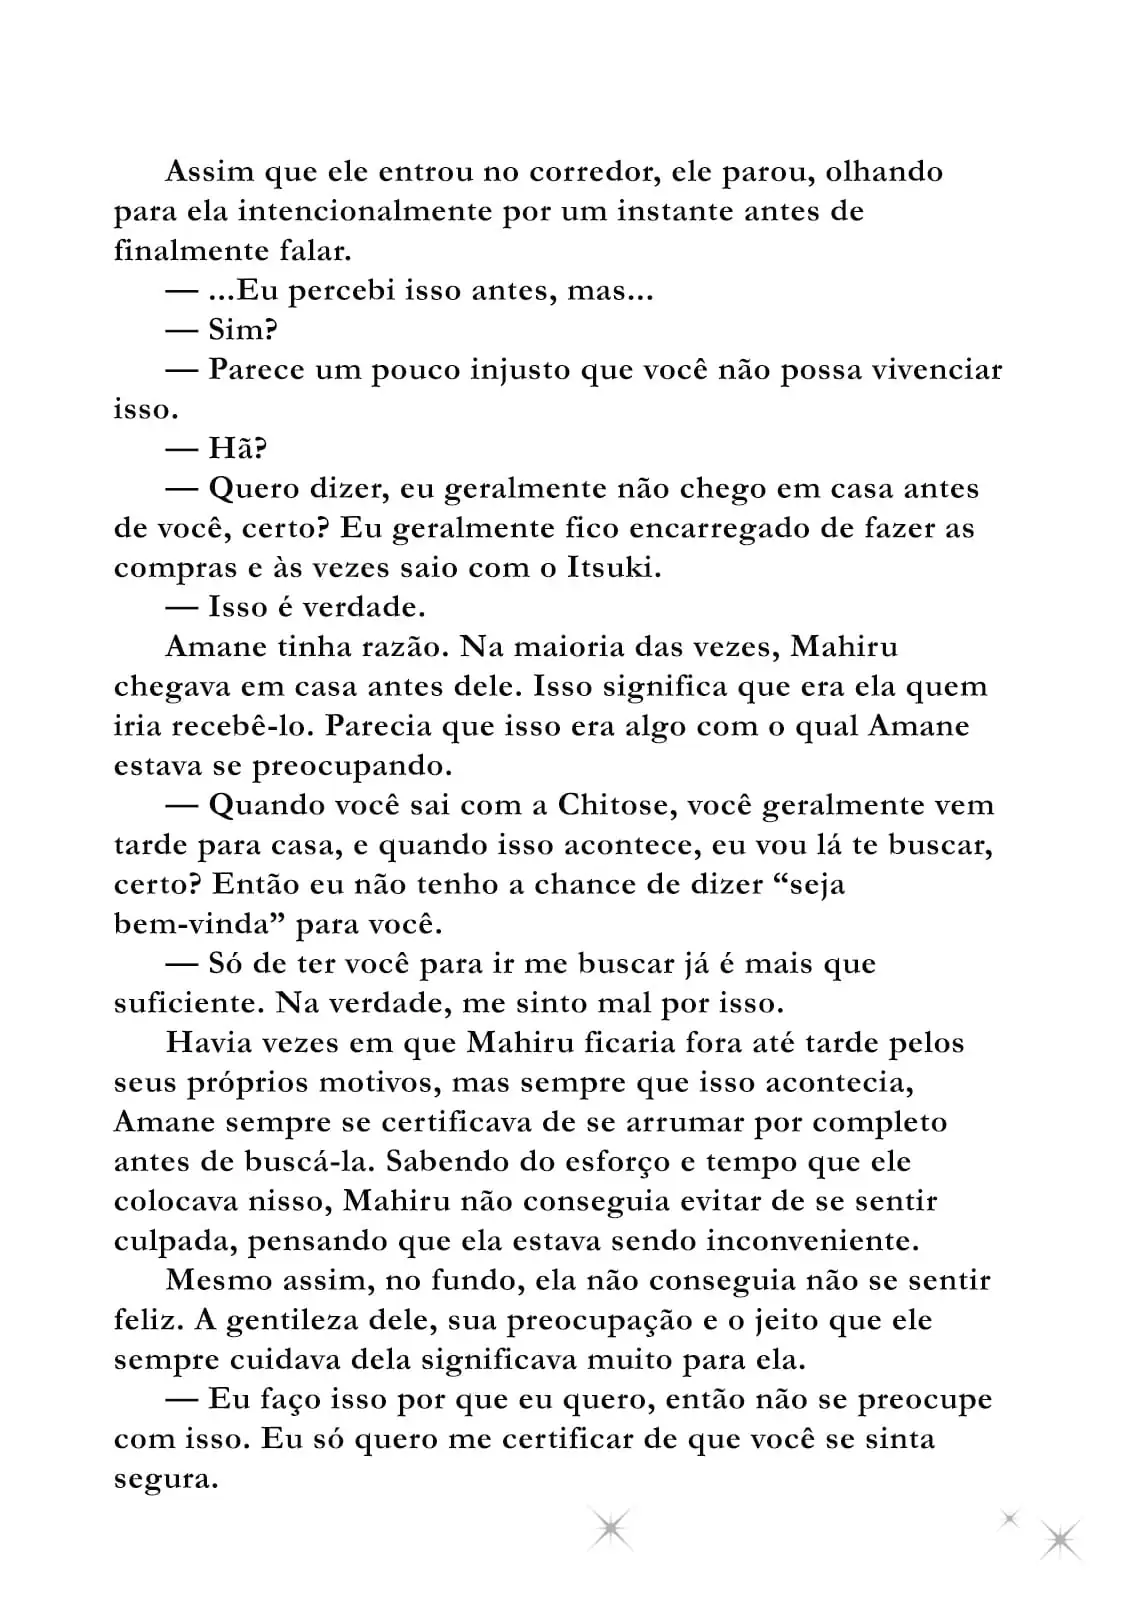 Assim que ele entrou no corredor, ele parou, olhando
para ela intencionalmente por um instante antes de
finalmente falar.
— ...Eu percebi isso antes, mas...
— Sim?
— Parece um pouco injusto que você não possa vivenciar
isso.
— Hã?
— Quero dizer, eu geralmente não chego em casa antes
de você, certo? Eu geralmente fico encarregado de fazer as
compras e às vezes saio com o Itsuki.
— Isso é verdade.
Amane tinha razão. Na maioria das vezes, Mahiru
chegava em casa antes dele. Isso significa que era ela quem
iria recebê-lo. Parecia que isso era algo com o qual Amane
estava se preocupando.
— Quando você sai com a Chitose, você geralmente vem
tarde para casa, e quando isso acontece, eu vou lá te buscar,
certo? Então eu não tenho a chance de dizer “seja
bem-vinda” para você.
— Só de ter você para ir me buscar já é mais que
suficiente. Na verdade, me sinto mal por isso.
Havia vezes em que Mahiru ficaria fora até tarde pelos
seus próprios motivos, mas sempre que isso acontecia,
Amane sempre se certificava de se arrumar por completo
antes de buscá-la. Sabendo do esforço e tempo que ele
colocava nisso, Mahiru não conseguia evitar de se sentir
culpada, pensando que ela estava sendo inconveniente.
Mesmo assim, no fundo, ela não conseguia não se sentir
feliz. A gentileza dele, sua preocupação e o jeito que ele
sempre cuidava dela significava muito para ela.
— Eu faço isso por que eu quero, então não se preocupe
com isso. Eu só quero me certificar de que você se sinta
segura.